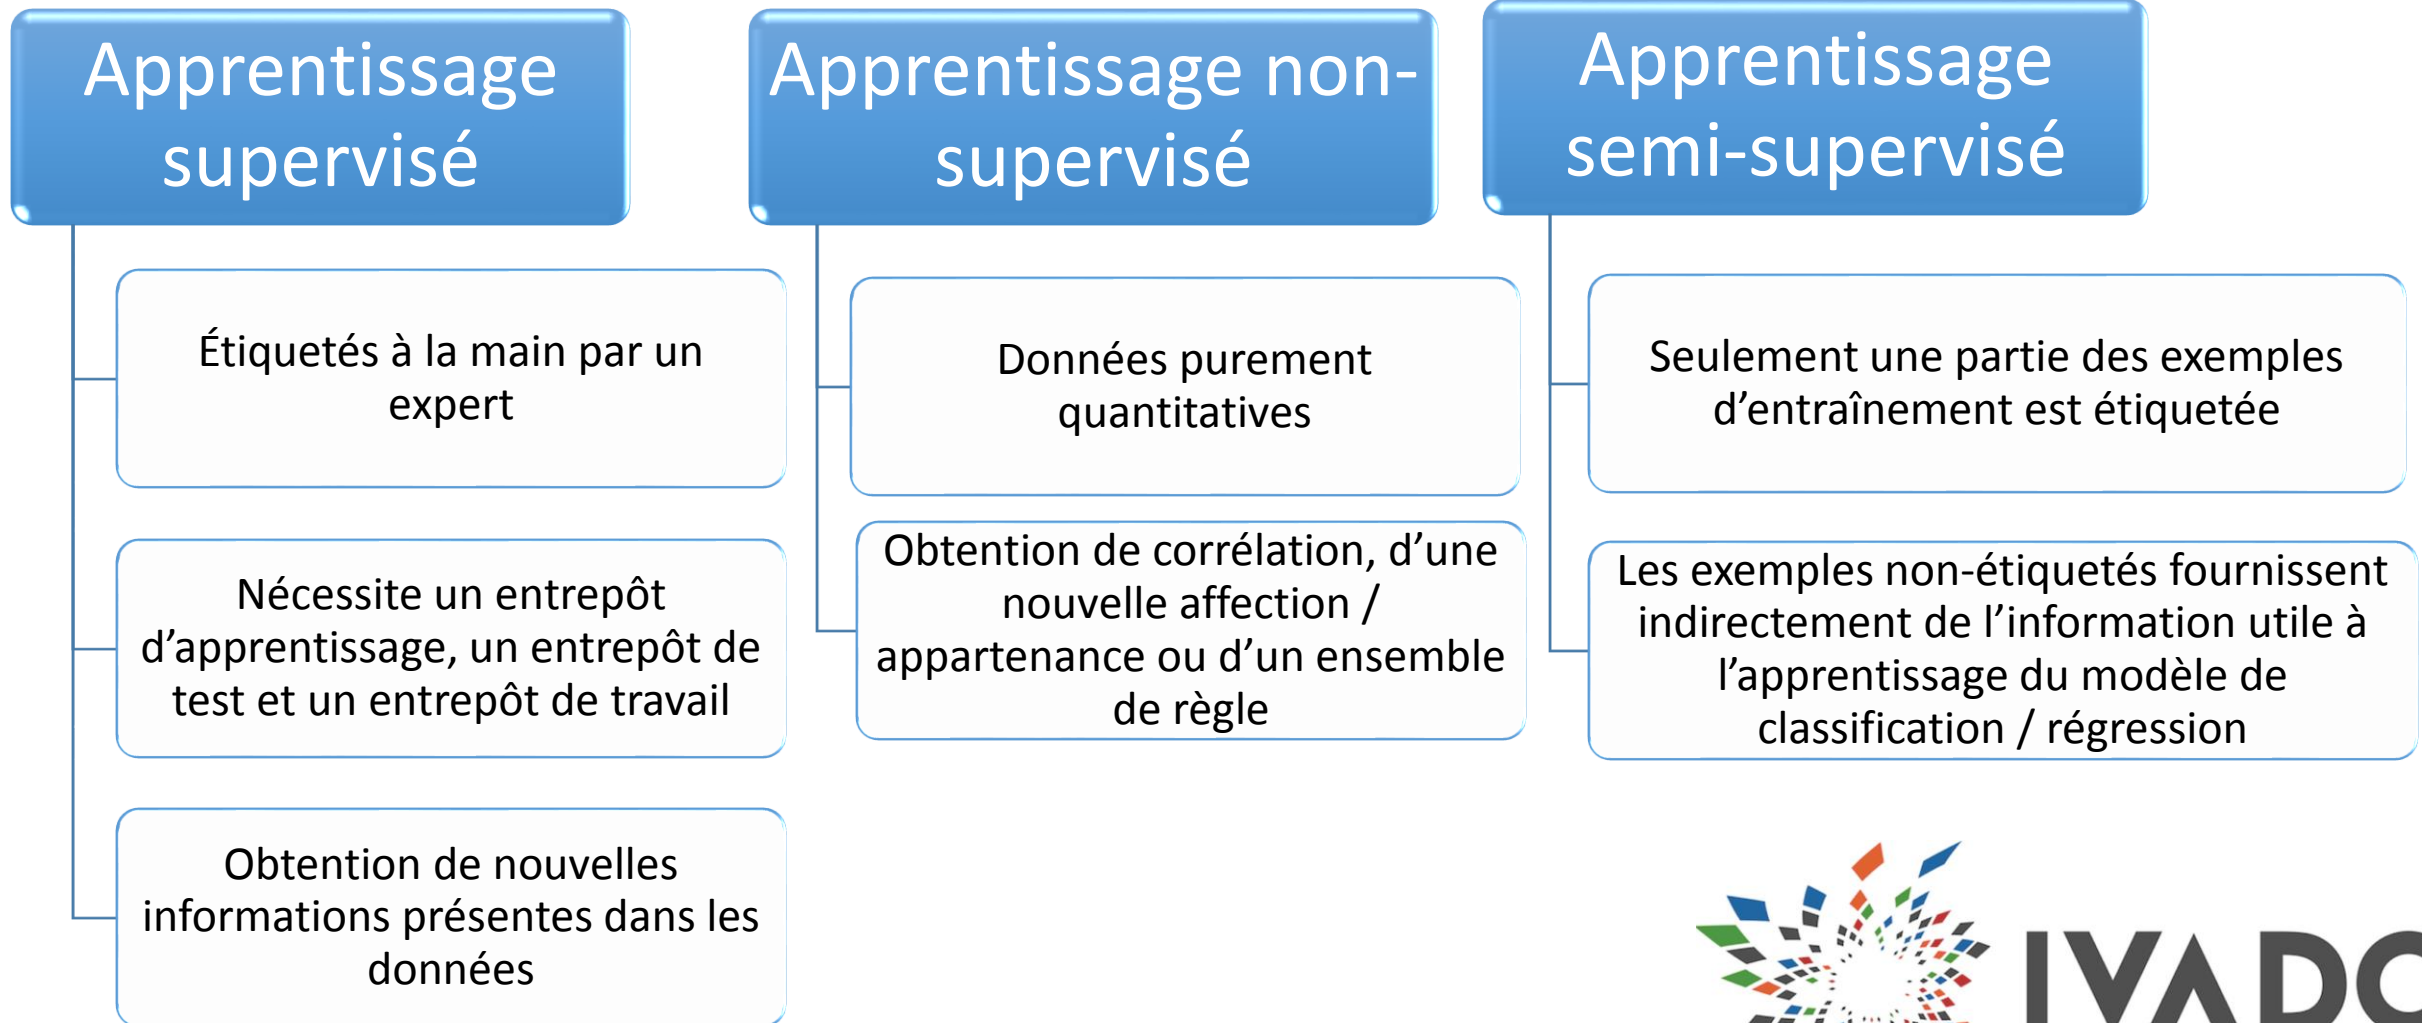 Apprentissage
supervisé
Étiquetés à la main par un
expert
Nécessite un entrepôt
d’apprentissage, un entrepôt de
test et un entrepôt de travail
Obtention de nouvelles
informations présentes dans les
données
Apprentissage non-
supervisé
Données purement
quantitatives
Obtention de corrélation, d’une
nouvelle affection /
appartenance ou d’un ensemble
de règle
Apprentissage
semi-supervisé
Seulement une partie des exemples
d’entraînement est étiquetée
Les exemples non-étiquetés fournissent
indirectement de l’information utile à
l’apprentissage du modèle de
classification / régression
IVADO